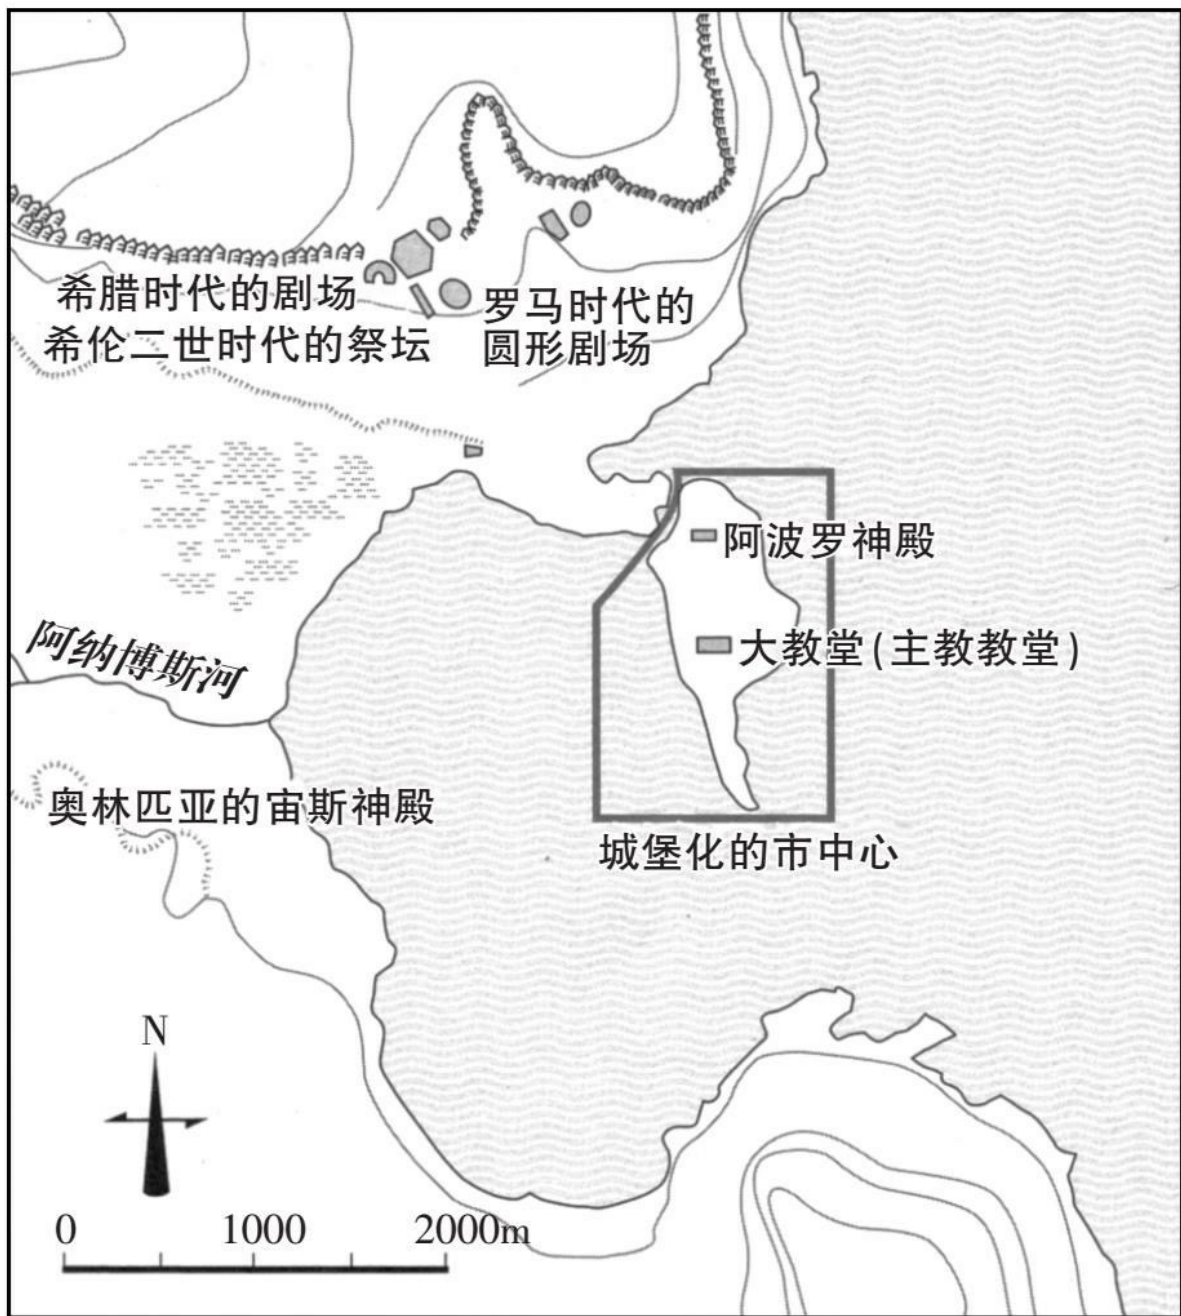 希腊时代的剧场
希伦二世时代的祭坛
罗马时代的
圆形剧场
阿波罗神殿
大教堂(主教教堂)
阿纳博斯河
奥林匹亚的宙斯神殿
城堡化的市中心
N
0 1000 2000m